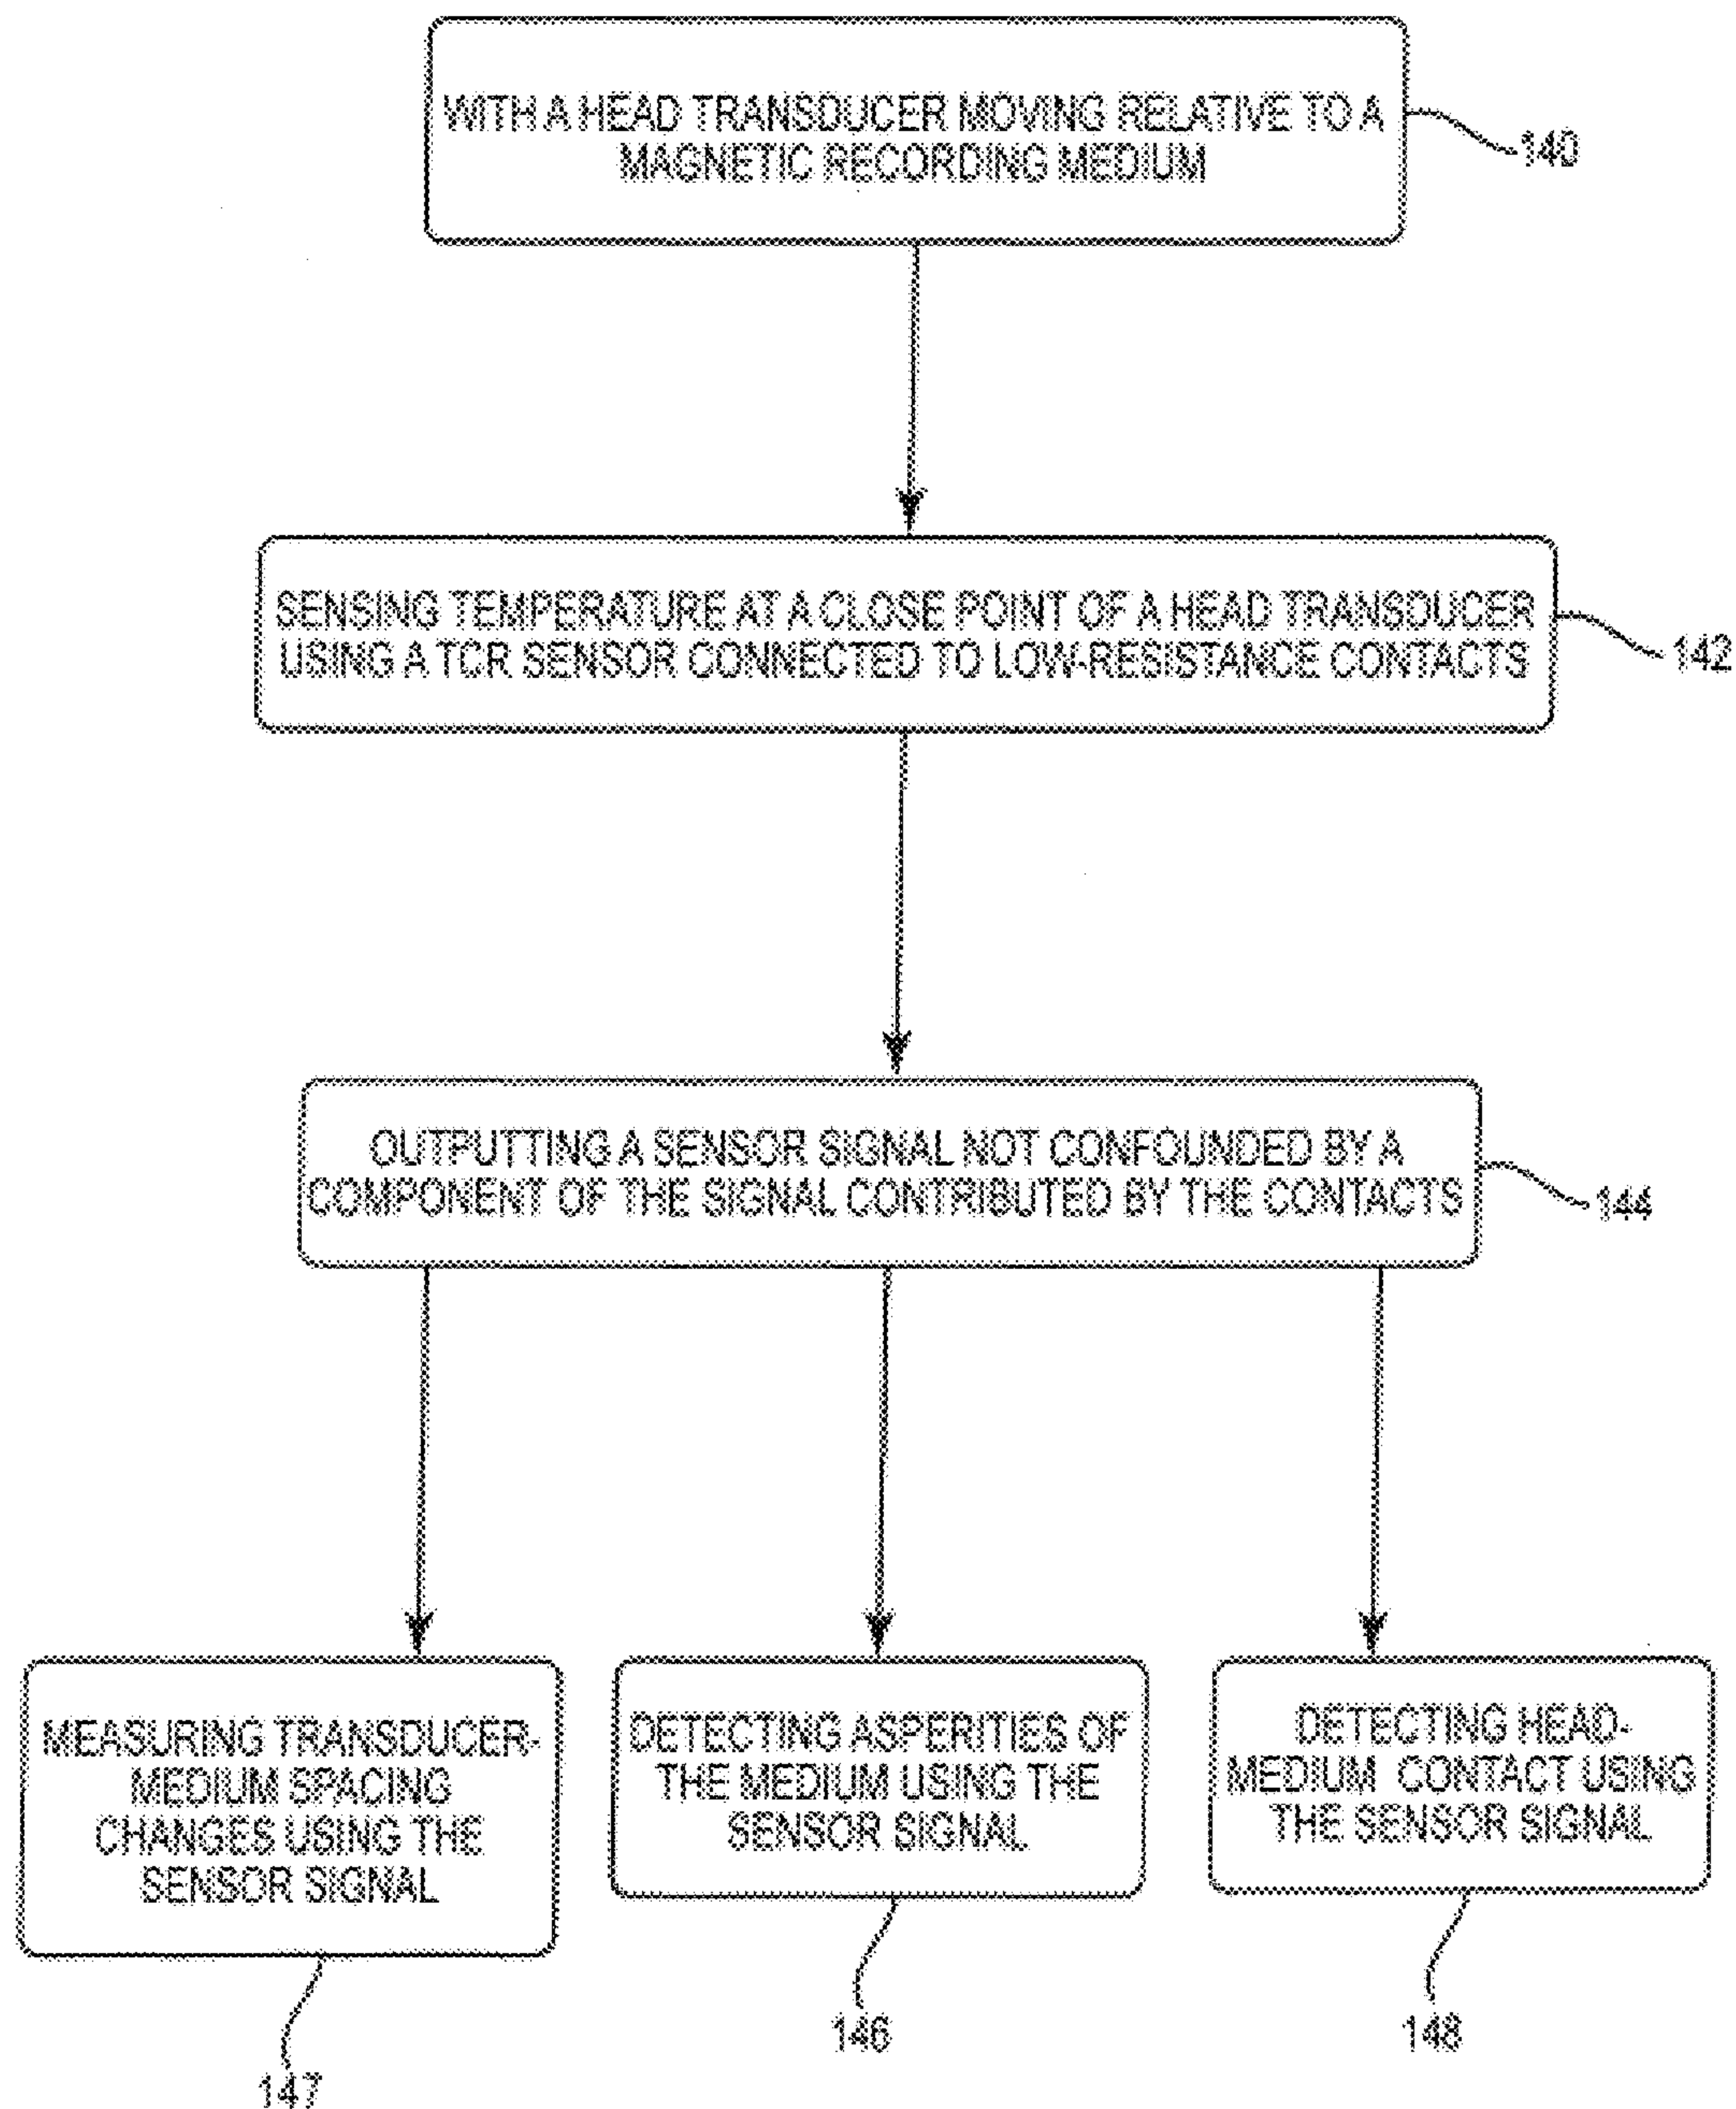 WITH A HEAD TRANSDUCER MOVING RELATIVE TO A
MAGNETIC RECORDING MEDIUM
140
SENSING TEMPERATURE AT A CLOSE POINT OF A HEAD TRANSDUCER
USING A TCR SENSOR CONNECTED TO LOW-RESISTANCE CONTACTS
142
OUTPUTTING A SENSOR SIGNAL NOT CONFOUNDED BY A
COMPONENT OF THE SIGNAL CONTRIBUTED BY THE CONTACTS
144
MEASURING TRANSDUCER-
MEDIUM SPACING
CHANGES USING THE
SENSOR SIGNAL
147
DETECTING ASPERITIES OF
THE MEDIUM USING THE
SENSOR SIGNAL
146
DETECTING HEAD-
MEDIUM CONTACT USING
THE SENSOR SIGNAL
148